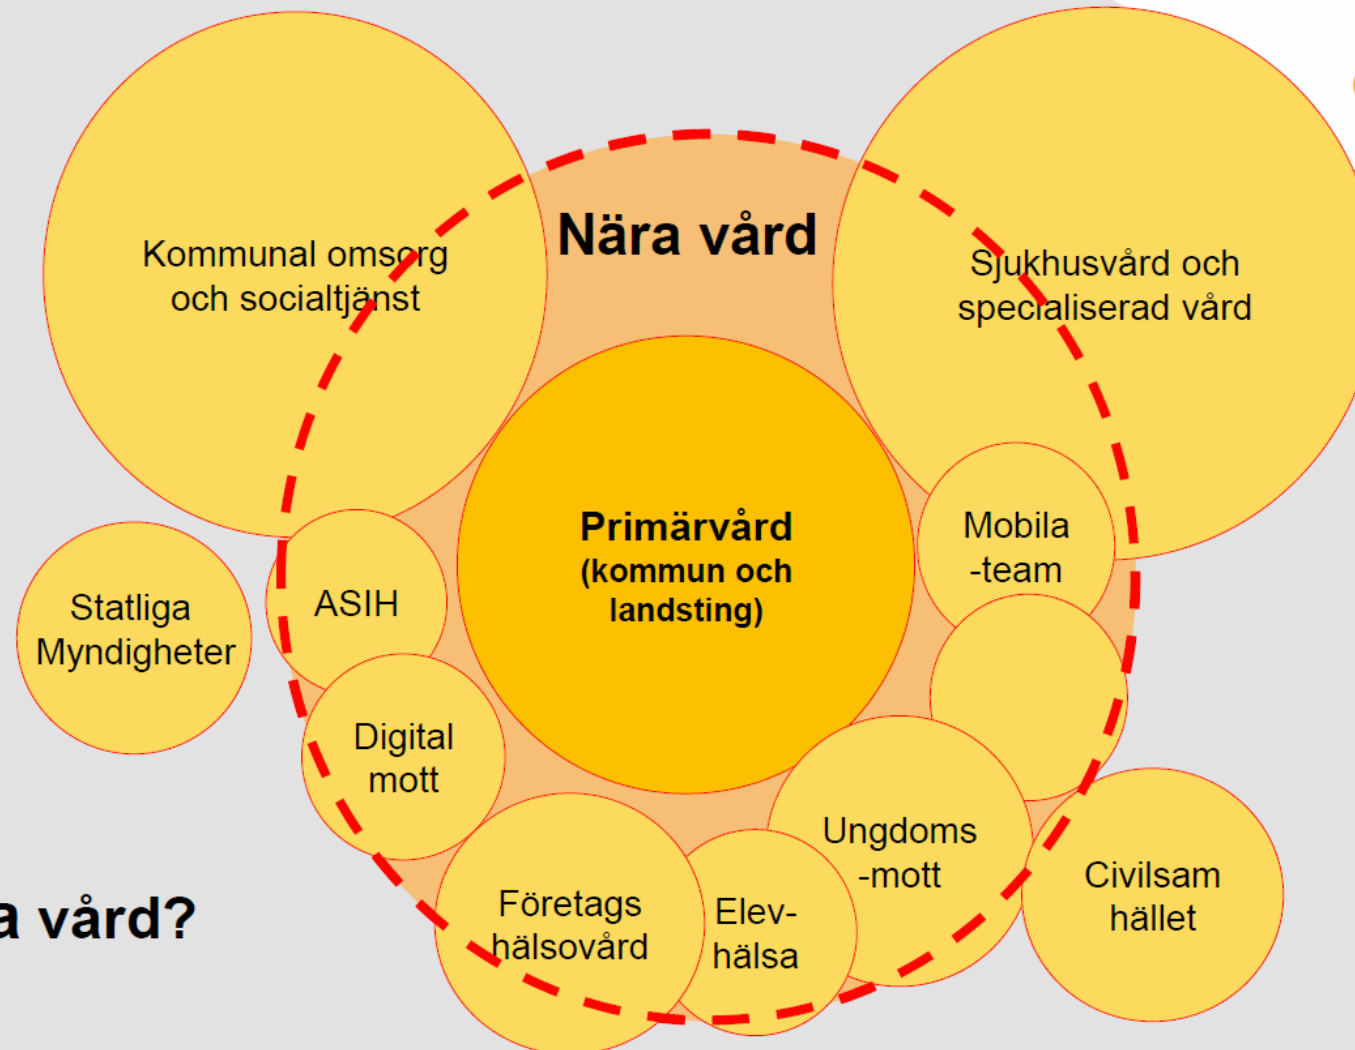 Nära vård
Kommunal omsorg
och socialtjänst
Sjukhusvård och
specialiserad vård
Primärvård
(kommun och
landsting)
Mobila
-team
Statliga
Myndigheter
ASIH
Digital
mott
Ungdoms
-mott
Civilsam
hället
Företags
hälsovård
Elev-
hälsa
a vård?